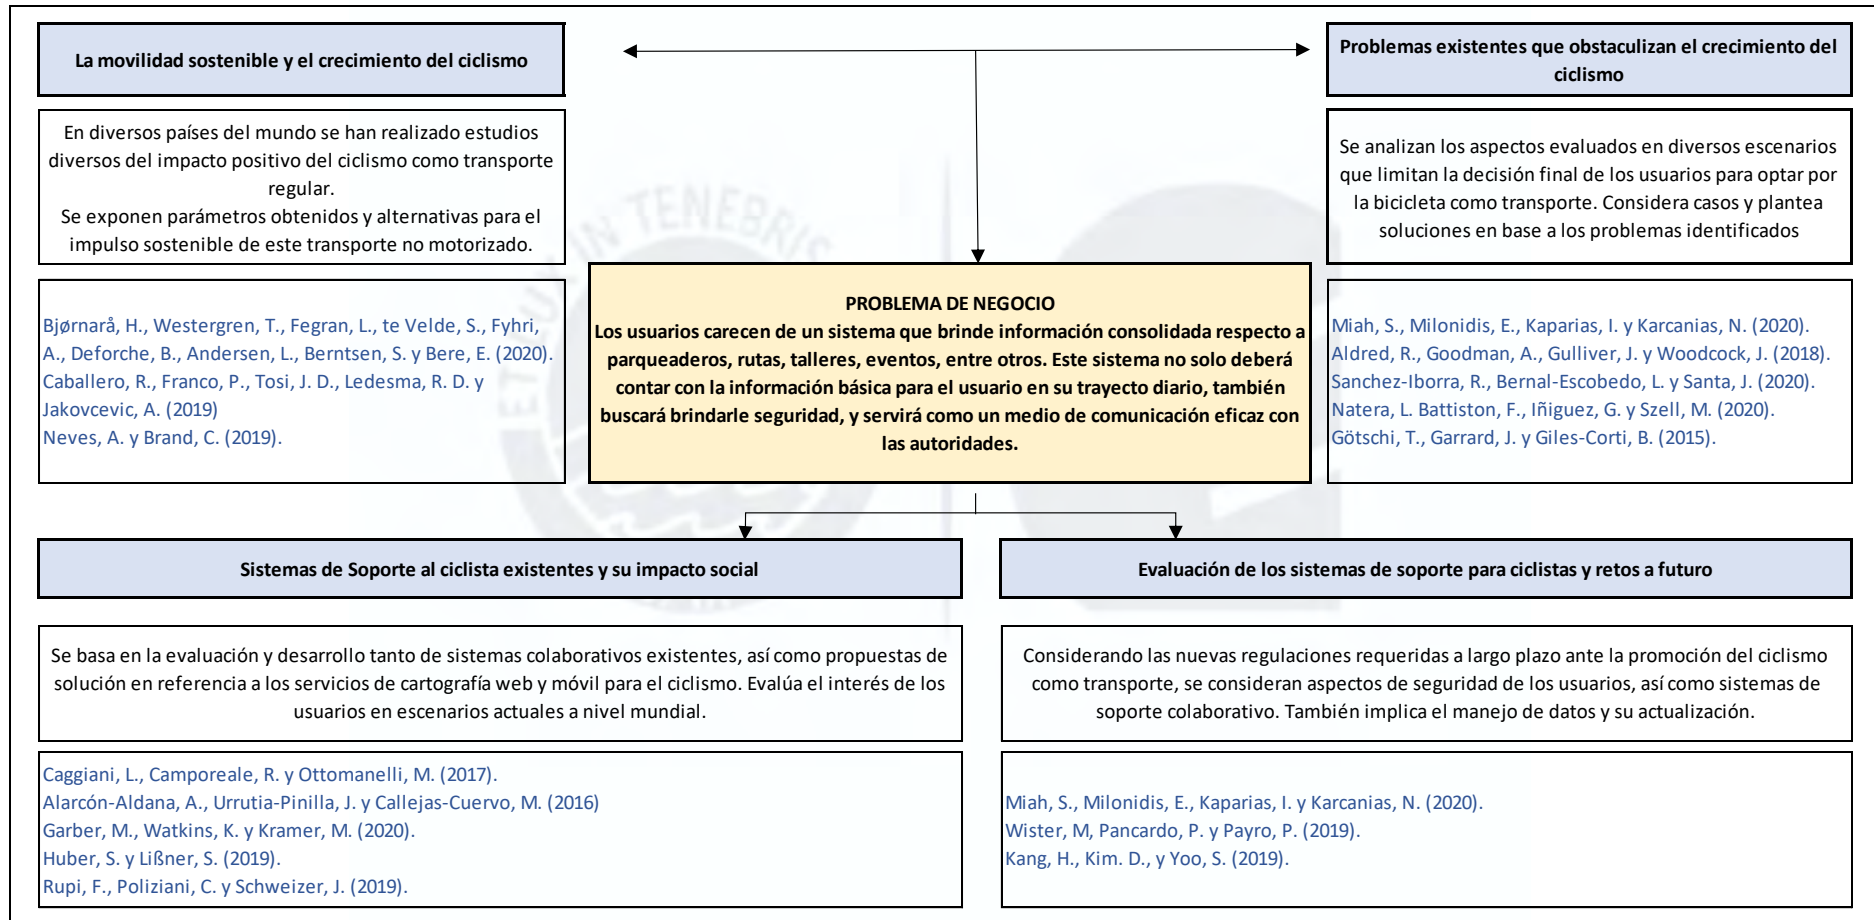 La movilidad sostenible y el crecimiento del ciclismo
En diversos países del mundo se han realizado estudios
diversos del impacto positivo del ciclismo como transporte
regular.
Se exponen parámetros obtenidos y alternativas para el
impulso sostenible de este transporte no motorizado.
Bjørnarå, H., Westergren, T., Fegran, L., te Velde, S., Fyhri,
A., Deforche, B., Andersen, L., Berntsen, S. y Bere, E. (2020).
Caballero, R., Franco, P., Tosi, J. D., Ledesma, R. D. y
Jakovcevic, A. (2019)
Neves, A. y Brand, C. (2019).
Problemas existentes que obstaculizan el crecimiento del
ciclismo
Se analizan los aspectos evaluados en diversos escenarios
que limitan la decisión final de los usuarios para optar por
la bicicleta como transporte. Considera casos y plantea
soluciones en base a los problemas identificados
Miah, S., Milonidis, E., Kaparias, I. y Karcanias, N. (2020).
Aldred, R., Goodman, A., Gulliver, J. y Woodcock, J. (2018).
Sanchez-Iborra, R., Bernal-Escobedo, L. y Santa, J. (2020).
Natera, L. Battiston, F., Iñiguez, G. y Szell, M. (2020).
Götschi, T., Garrard, J. y Giles-Corti, B. (2015).
ET LUX IN TENEBRIS
PROBLEMA DE NEGOCIO
Los usuarios carecen de un sistema que brinde información consolidada respecto a
parqueaderos, rutas, talleres, eventos, entre otros. Este sistema no solo deberá
contar con la información básica para el usuario en su trayecto diario, también
buscará brindarle seguridad, y servirá como un medio de comunicación eficaz con
las autoridades.
Sistemas de Soporte al ciclista existentes y su impacto social
Se basa en la evaluación y desarrollo tanto de sistemas colaborativos existentes, así como propuestas de
solución en referencia a los servicios de cartografía web y móvil para el ciclismo. Evalúa el interés de los
usuarios en escenarios actuales a nivel mundial.
Caggiani, L., Camporeale, R. y Ottomanelli, M. (2017).
Alarcón-Aldana, A., Urrutia-Pinilla, J. y Callejas-Cuervo, M. (2016)
Garber, M., Watkins, K. y Kramer, M. (2020).
Huber, S. y Lißner, S. (2019).
Rupi, F., Poliziani, C. y Schweizer, J. (2019).
Evaluación de los sistemas de soporte para ciclistas y retos a futuro
Considerando las nuevas regulaciones requeridas a largo plazo ante la promoción del ciclismo
como transporte, se consideran aspectos de seguridad de los usuarios, así como sistemas de
soporte colaborativo. También implica el manejo de datos y su actualización.
Miah, S., Milonidis, E., Kaparias, I. y Karcanias, N. (2020).
Wister, M, Pancardo, P. y Payro, P. (2019).
Kang, H., Kim. D., y Yoo, S. (2019).